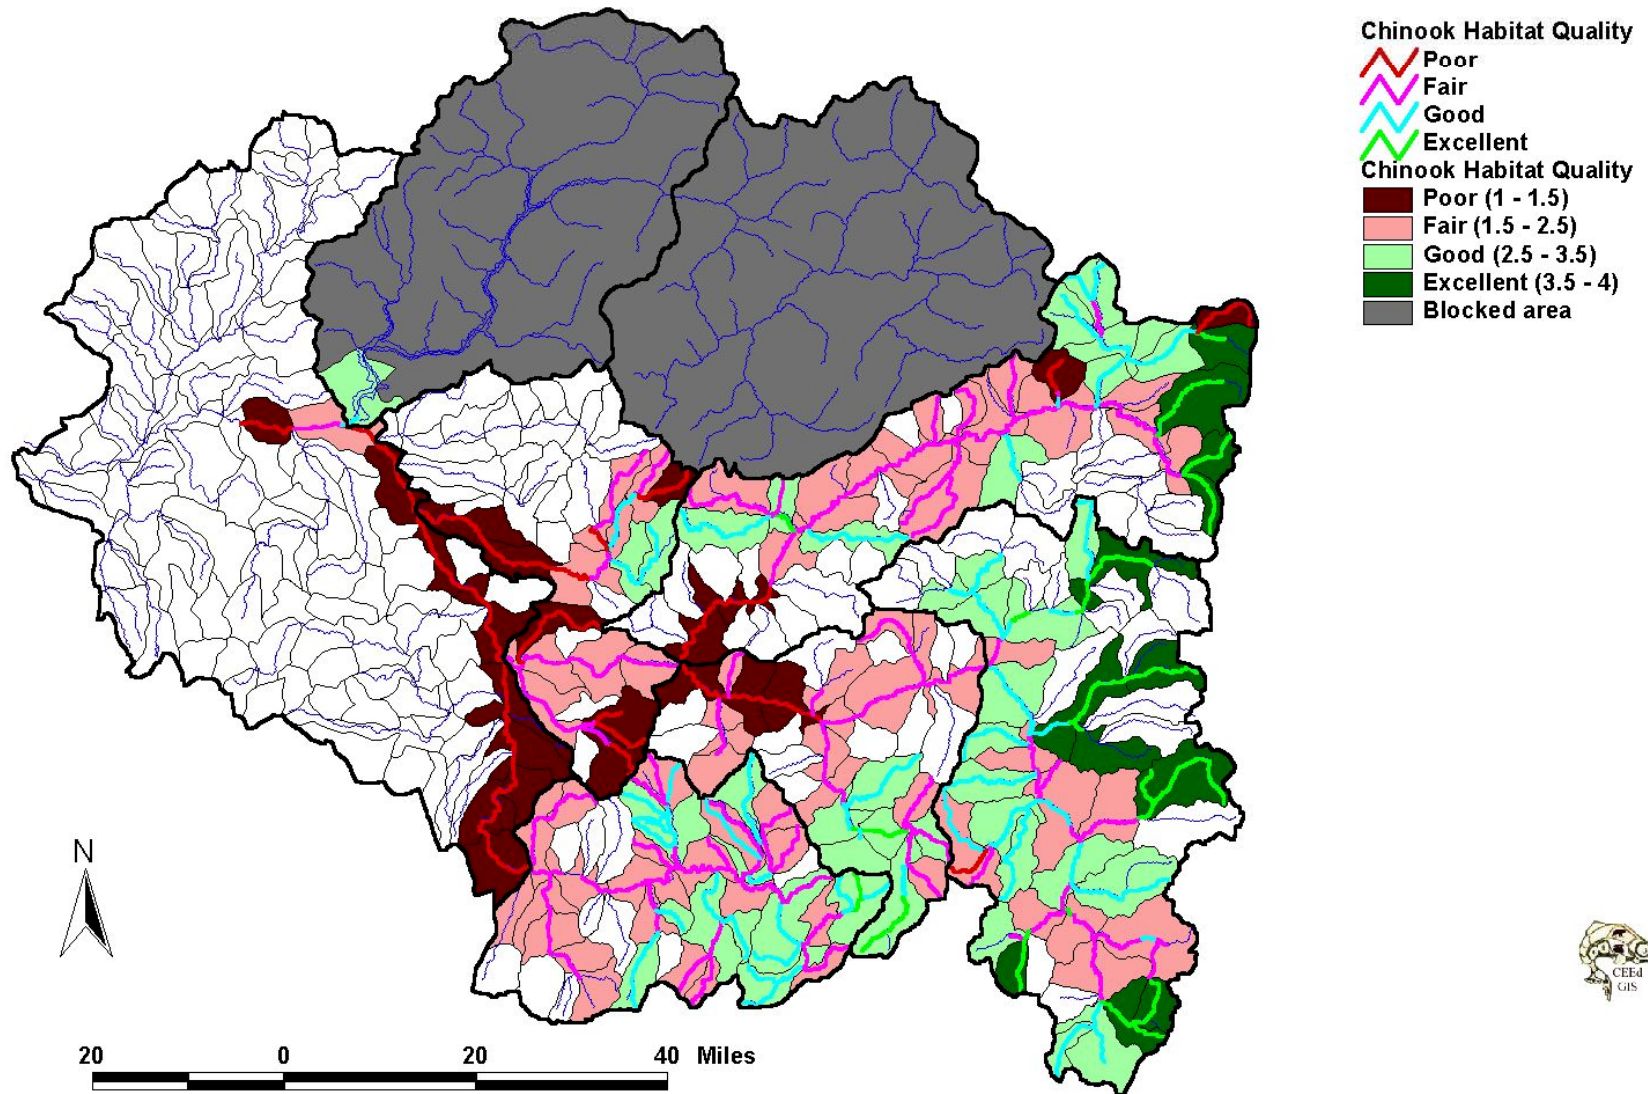 Chinook Habitat Quality
Poor
Fair
Good
Excellent
Chinook Habitat Quality
Poor (1 - 1.5)
Fair (1.5 - 2.5)
Good (2.5 - 3.5)
Excellent (3.5 - 4)
Blocked area
N
CEEd
GIS
20 0 20 40 Miles